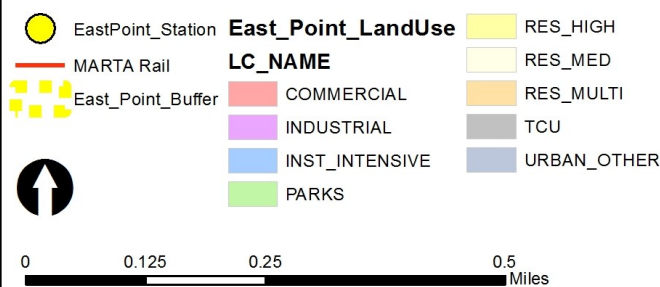 EastPoint_Station
MARTA Rail
East_Point_Buffer
East_Point_LandUse
LC_NAME
COMMERCIAL
INDUSTRIAL
INST_INTENSIVE
PARKS
RES_HIGH
RES_MED
RES_MULTI
TCU
URBAN_OTHER
0 0.125 0.25 0.5
Miles